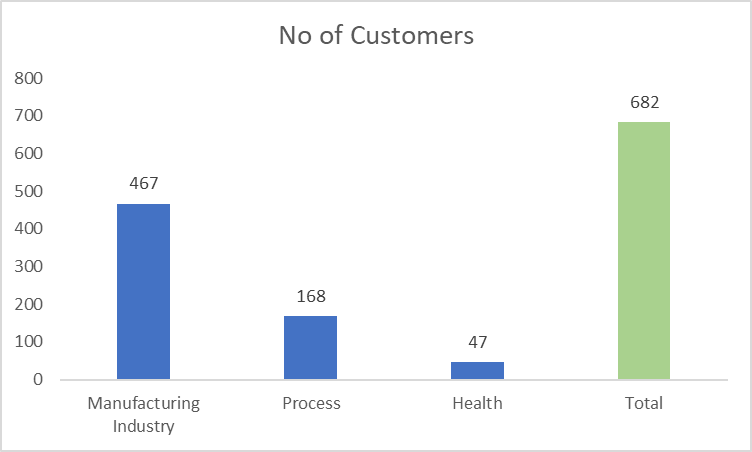 No of Customers
800
700
600
500
400
300
200
100
0
467
168
47
682
Manufacturing
Industry
Process
Health
Total